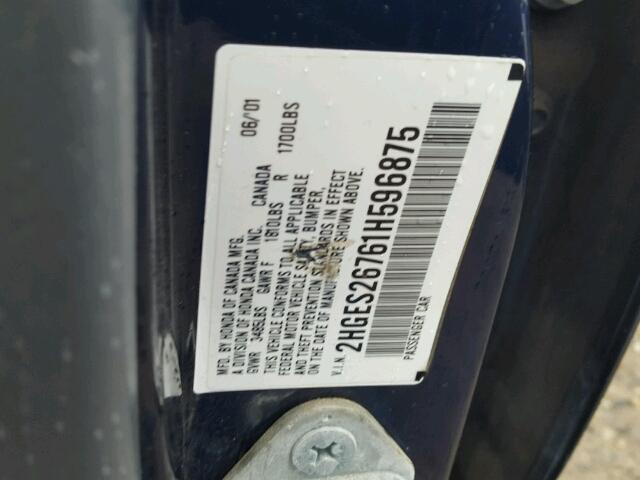 MFD. BY HONDA OF CANADA MFG. 06/01
A DIVISION OF HONDA CANADA INC. CANADA
GVWR 3485LBS GAWR F 1810LBS R 1700LBS
THIS VEHICLE CONFORMS TO ALL APPLICABLE
FEDERAL MOTOR VEHICLE SAFETY, BUMPER,
AND THEFT PREVENTION STANDARDS IN EFFECT
ON THE DATE OF MANUFACTURE SHOWN ABOVE.
V.I.N. 2HGES26761H596875
PASSENGER CAR